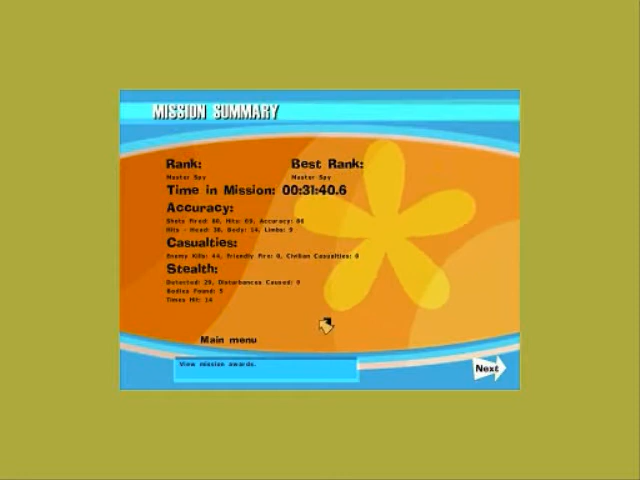 MISSION SUMMARY
Rank: Best Rank:
Master Spy Master Spy
Time in Mission: 00:31:40.6
Accuracy:
Shots Fired: 80, Hits: 69, Accuracy: 86
Hits - Head: 38, Body: 14, Limbs: 9
Casualties:
Enemy Kills: 44, Friendly Fire: 0, Civilian Casualties: 0
Stealth:
Detected: 29, Disturbances Caused: 0
Bodies Found: 5
Times Hit: 14
Main menu
View mission awards.
Next